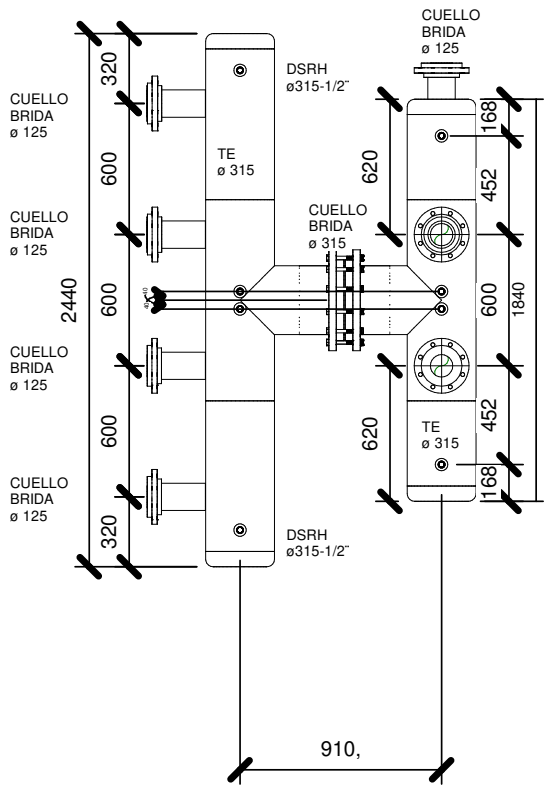 CUELLO
BRIDA
ø 125
320
DSRH
ø315-1/2"
CUELLO
BRIDA
ø 125
168
600
TE
ø 315
620
452
CUELLO
BRIDA
ø 125
CUELLO
BRIDA
ø 315
2440
600
600
1840
CUELLO
BRIDA
ø 125
600
620
452
TE
ø 315
CUELLO
BRIDA
ø 125
320
168
DSRH
ø315-1/2"
910,